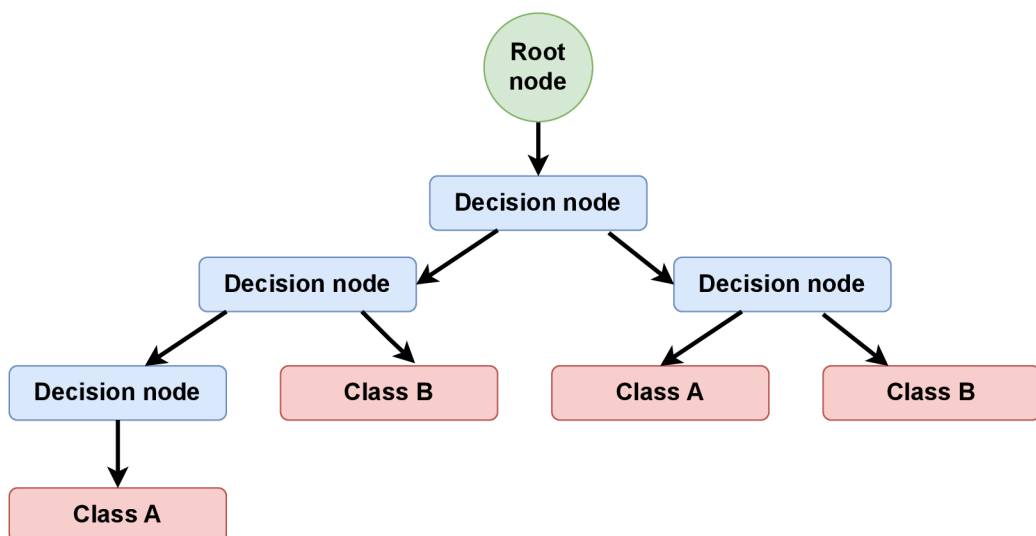 Root
node
Decision node
Decision node
Decision node
Decision node
Class B
Class A
Class B
Class A